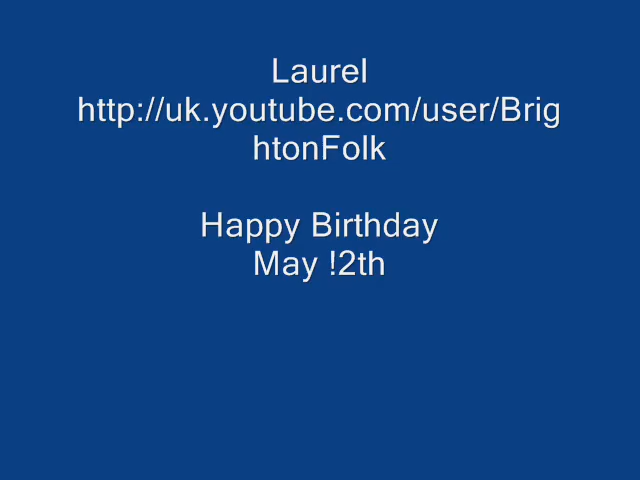 Laurel
http://uk.youtube.com/user/Brig
htonFolk
Happy Birthday
May !2th